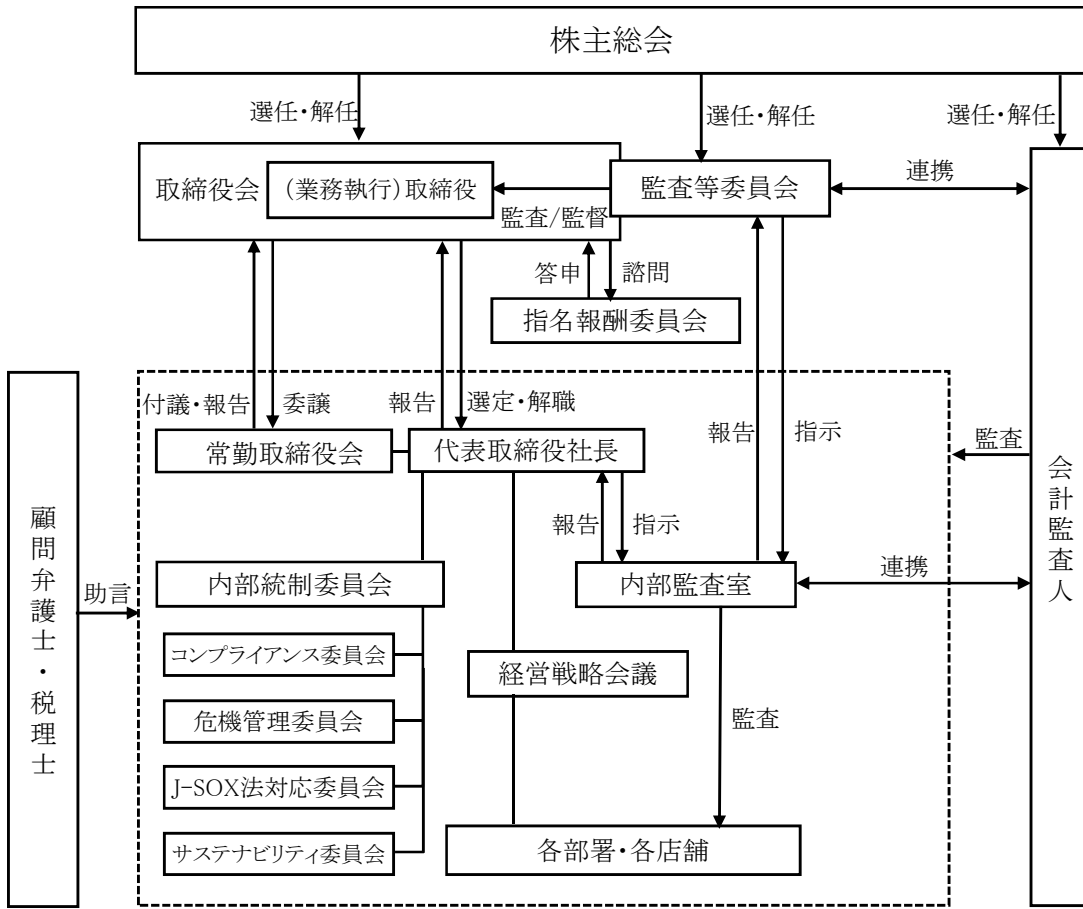 株主総会
選任・解任
選任・解任
選任・解任
取締役会
(業務執行)取締役
監査等委員会
連携
監査/監督
答申
諮問
指名報酬委員会
付議・報告
委譲
報告
選定・解職
報告
指示
常勤取締役会
代表取締役社長
監査
報告
指示
会計監査人
顧問弁護士・税理士
助言
内部統制委員会
内部監査室
連携
コンプライアンス委員会
経営戦略会議
危機管理委員会
監査
J-SOX法対応委員会
サステナビリティ委員会
各部署・各店舗